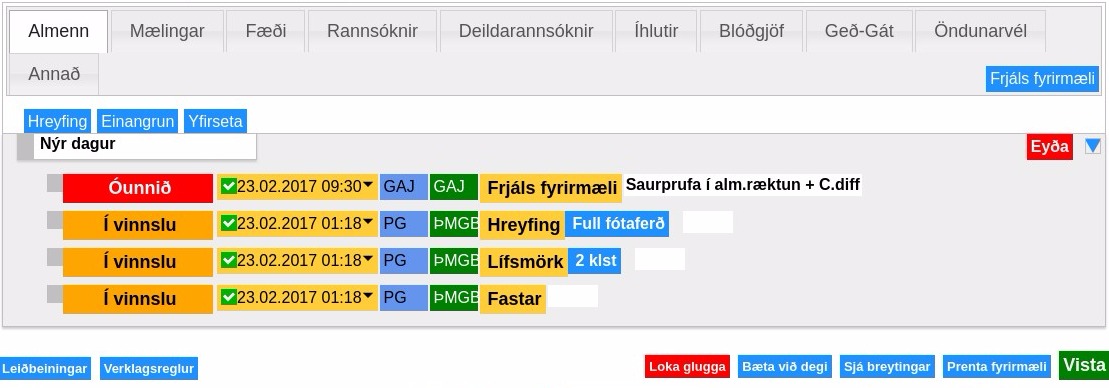 Almenn Mælingar Fæði Rannsóknir Deildarannsóknir Íhlutir Blóðgjöf Geð-Gát Öndunarvél
Annað
Frjáls fyrirmæli
Hreyfing Einangrun Yfirseta
Nýr dagur Eyða
Óunnið 23.02.2017 09:30 GAJ GAJ Frjáls fyrirmæli Saurprufa í alm.ræktun + C.diff
Í vinnslu 23.02.2017 01:18 PG ÞMGB Hreyfing Full fótaferð
Í vinnslu 23.02.2017 01:18 PG ÞMGB Lífsmörk 2 klst
Í vinnslu 23.02.2017 01:18 PG ÞMGB Fastar
Leiðbeiningar Verklagsreglur Loka glugga Bæta við degi Sjá breytingar Prenta fyrirmæli Vista